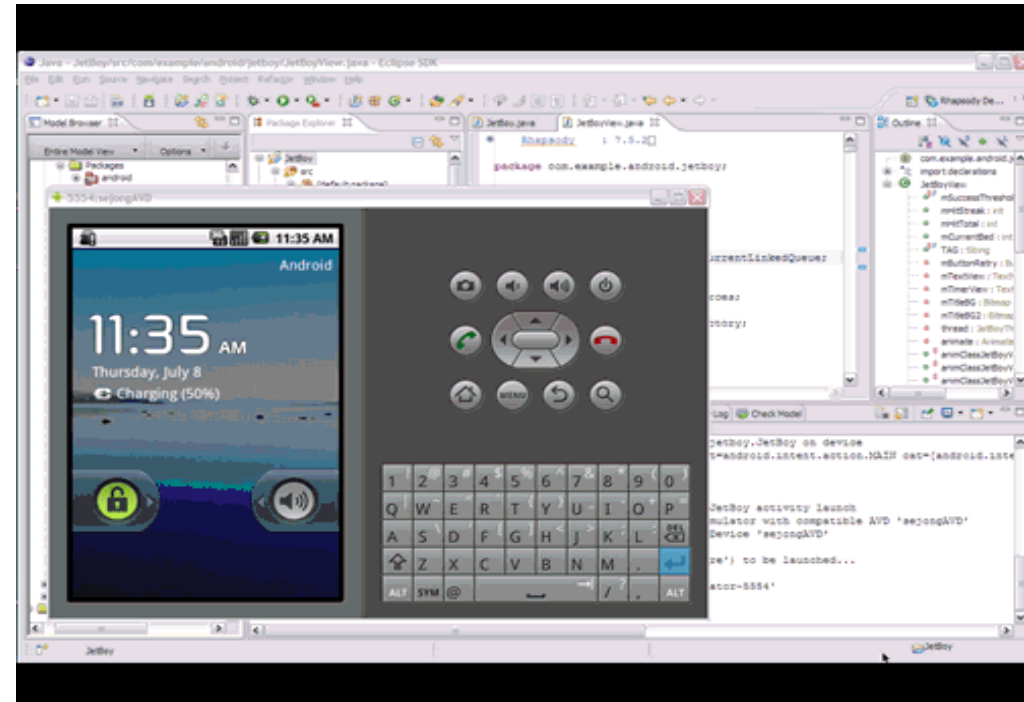 Java - JetBoy/src/com/example/android/jetboy/JetBoyView.java - Eclipse SDK
File Edit Run Source Navigate Search Project Refactor Window Help
Rhapsody De...
Model Browser
Package Explorer
JetBoy.java
JetBoyView.java
Outline
Entire Model View
Options
Packages
android
JetBoy
src
(default package)
Rhapsody : 7.5.2
package com.example.android.jetboy;
com.example.android.j
import declarations
JetBoyView
mSuccessThreshol
mHitStreak : int
mHitTotal : int
mCurrentBed : int
TAG : String
mButtonRetry : B
mTextView : Text
mTimerView : Text
mTitleBG : Bitmap
mTitleBG2 : Bitmap
thread : JetBoyTh
animate : Animate
animClassJetBoyV
animClassJetBoyV
5554:sejongAVD
11:35 AM
Android
11:35 AM
Thursday, July 8
Charging (50%)
MENU
1 2 @ 3 # 4 $ 5 % 6 ^ 7 & 8 * 9 ( 0 )
Q W E R T Y U I O P
A S D F G H J K L DEL
Z X C V B N M .
ALT SYM @ / ? , ALT
urrentLinkedQueue;
ctory;
Log
Check Model
jetboy.JetBoy on device
t=android.intent.action.MAIN cat=[android.inte
JetBoy activity launch
mulator with compatible AVD 'sejongAVD'
Device 'sejongAVD'
re') to be launched...
ator-5554'
JetBoy
JetBoy